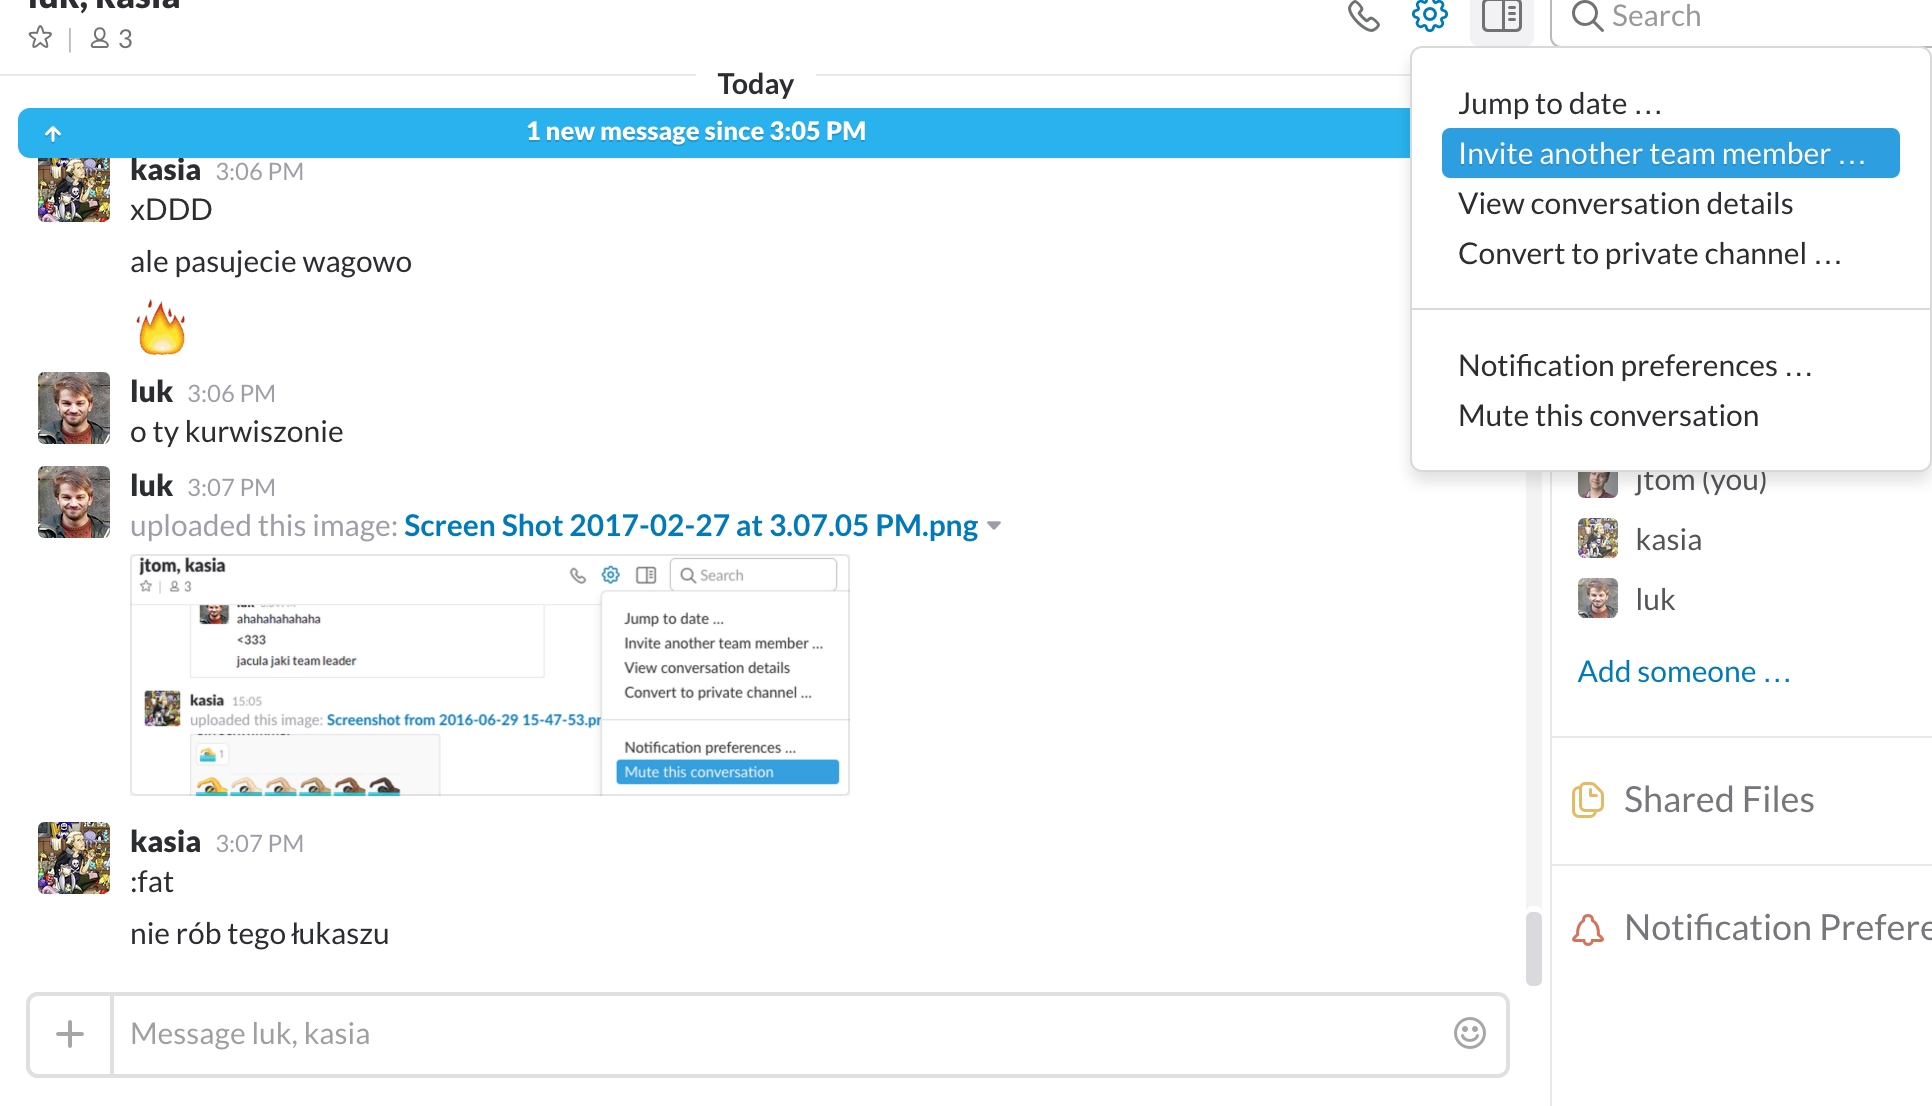 luk, kasia
3
Search
Today
1 new message since 3:05 PM
Jump to date ...
Invite another team member ...
View conversation details
Convert to private channel ...
Notification preferences ...
Mute this conversation
kasia 3:06 PM
xDDD
ale pasujecie wagowo
luk 3:06 PM
o ty kurwiszonie
luk 3:07 PM
uploaded this image: Screen Shot 2017-02-27 at 3.07.05 PM.png
jtom, kasia
3
Search
ahahahahahaha
<333
jacula jaki team leader
kasia 15:05
uploaded this image: Screenshot from 2016-06-29 15-47-53.pn
1
Jump to date ...
Invite another team member ...
View conversation details
Convert to private channel ...
Notification preferences ...
Mute this conversation
kasia 3:07 PM
:fat
nie rób tego łukaszu
Message luk, kasia
jtom (you)
kasia
luk
Add someone ...
Shared Files
Notification Prefere